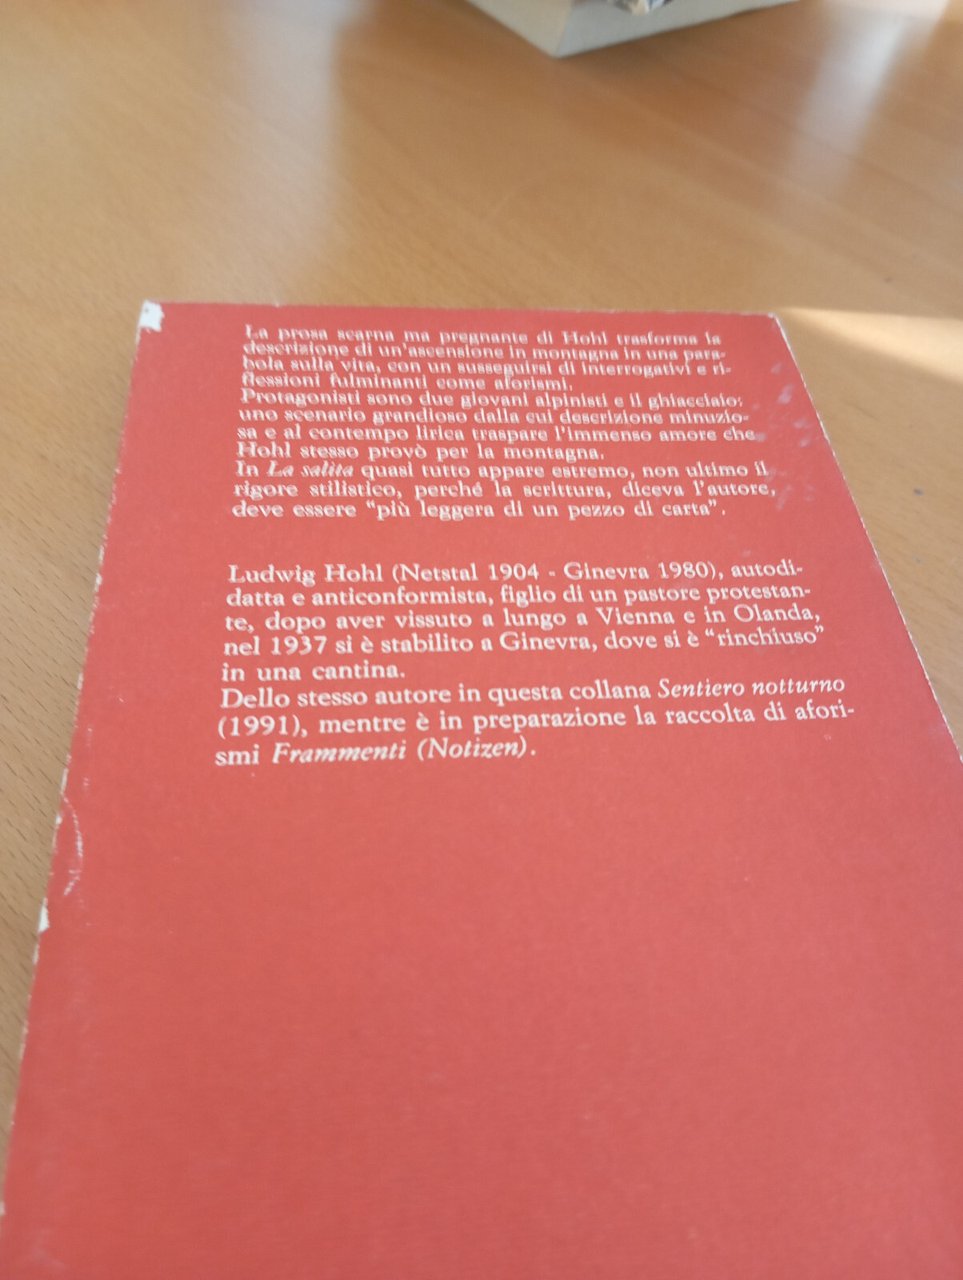 La prosa scarna ma pregnante di Hohl trasforma la
descrizione di un'ascensione in montagna in una para-
bola sulla vita, con un susseguirsi di interrogativi e ri-
flessioni fulminanti come aforismi.
Protagonisti sono due giovani alpinisti e il ghiacciaio:
uno scenario grandioso dalla cui descrizione minuzio-
sa e al contempo lirica traspare l'immenso amore che
Hohl stesso provò per la montagna.
In La salita quasi tutto appare estremo, non ultimo il
rigore stilistico, perché la scrittura, diceva l'autore,
deve essere "più leggera di un pezzo di carta".
Ludwig Hohl (Netstal 1904 - Ginevra 1980), autodi-
datta e anticonformista, figlio di un pastore protestan-
te, dopo aver vissuto a lungo a Vienna e in Olanda,
nel 1937 si è stabilito a Ginevra, dove si è "rinchiuso"
in una cantina.
Dello stesso autore in questa collana Sentiero notturno
(1991), mentre è in preparazione la raccolta di afori-
smi Frammenti (Notizen).